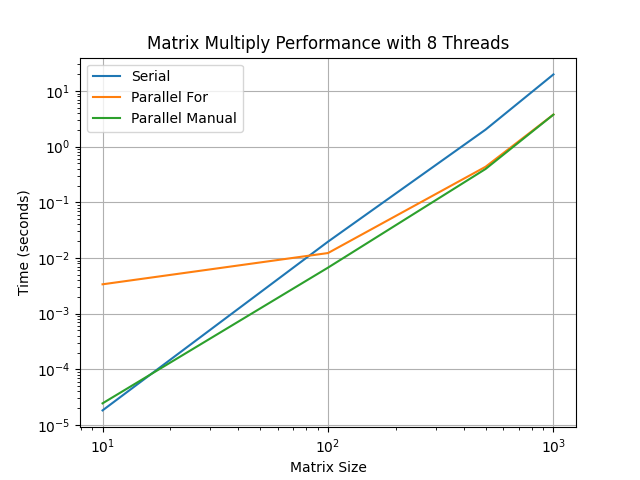 Matrix Multiply Performance with 8 Threads
Serial
Parallel For
Parallel Manual
Time (seconds)
10¹
10⁰
10⁻¹
10⁻²
10⁻³
10⁻⁴
10⁻⁵
10¹ 10² 10³
Matrix Size